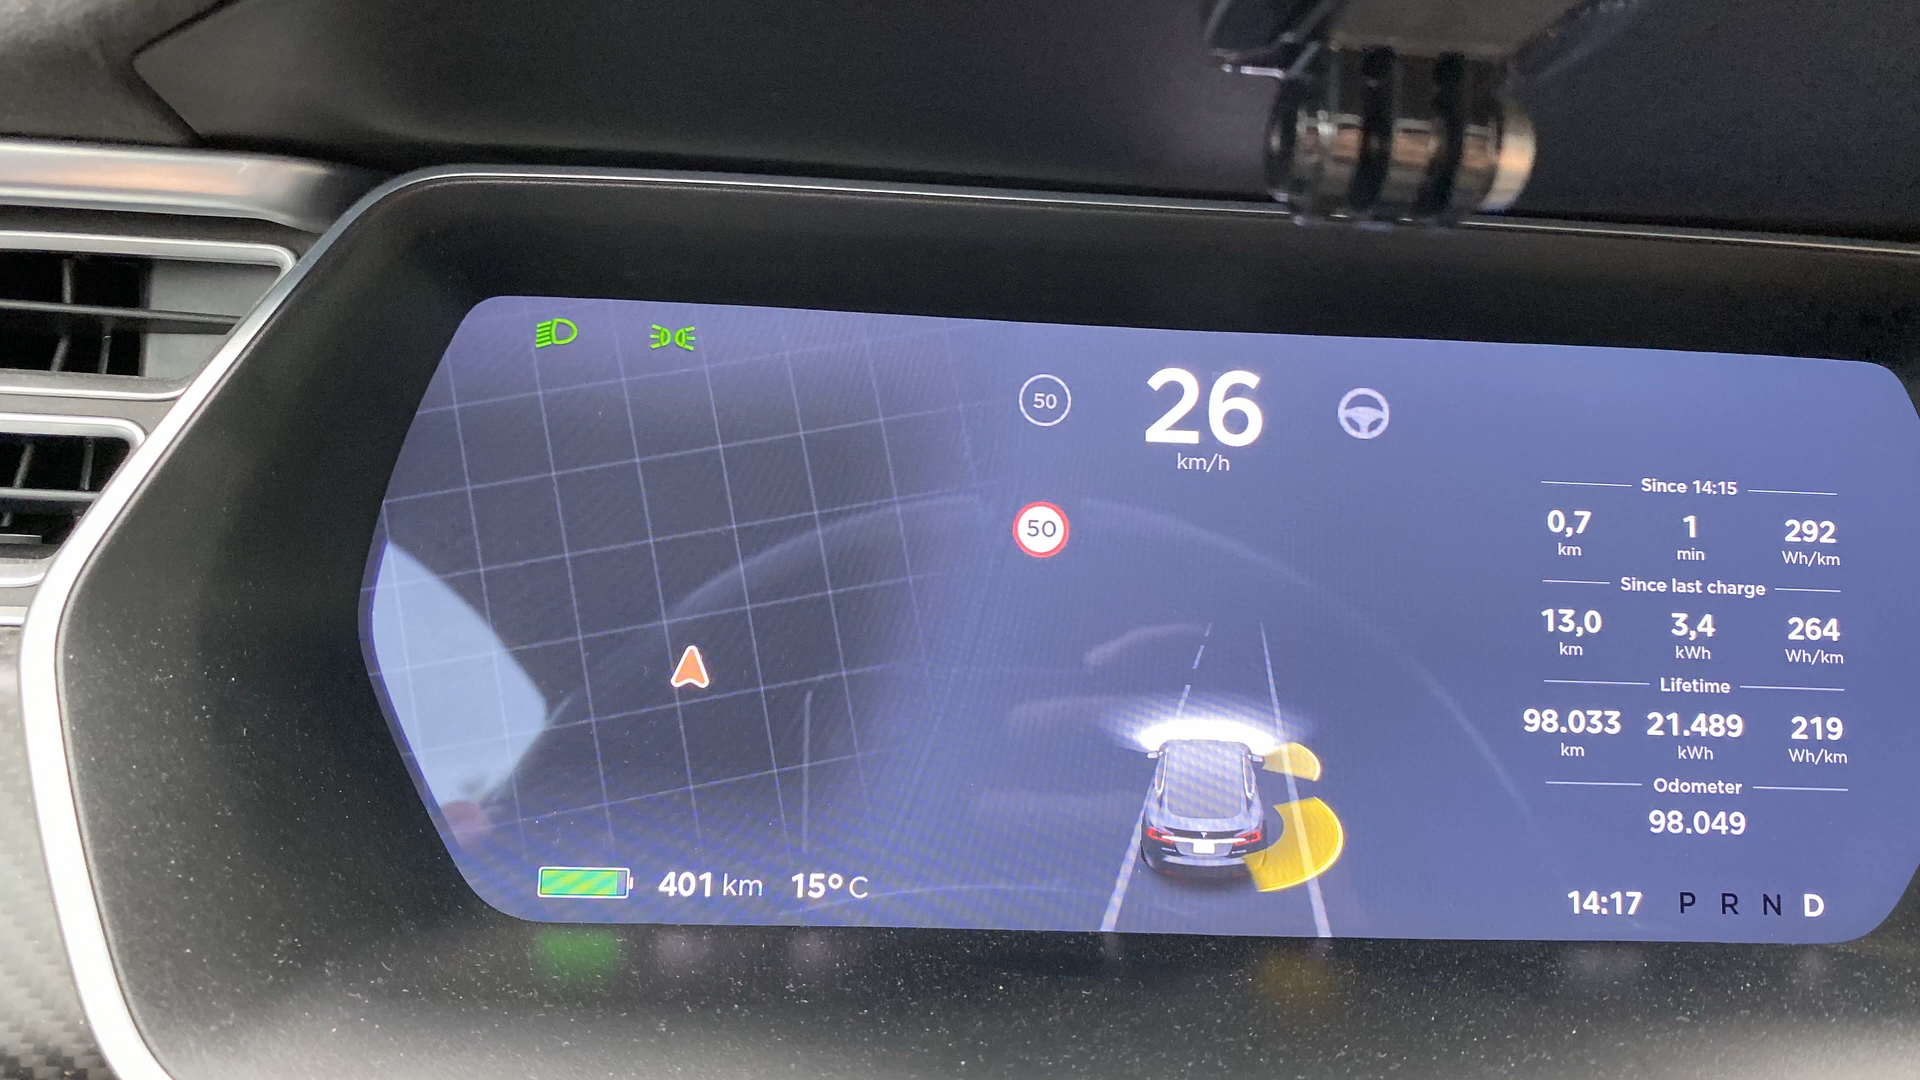 50
26
km/h
50
Since 14:15
0,7 1 292
km min Wh/km
Since last charge
13,0 3,4 264
km kWh Wh/km
Lifetime
98.033 21.489 219
km kWh Wh/km
Odometer
98.049
401 km 15° C
14:17 P R N D